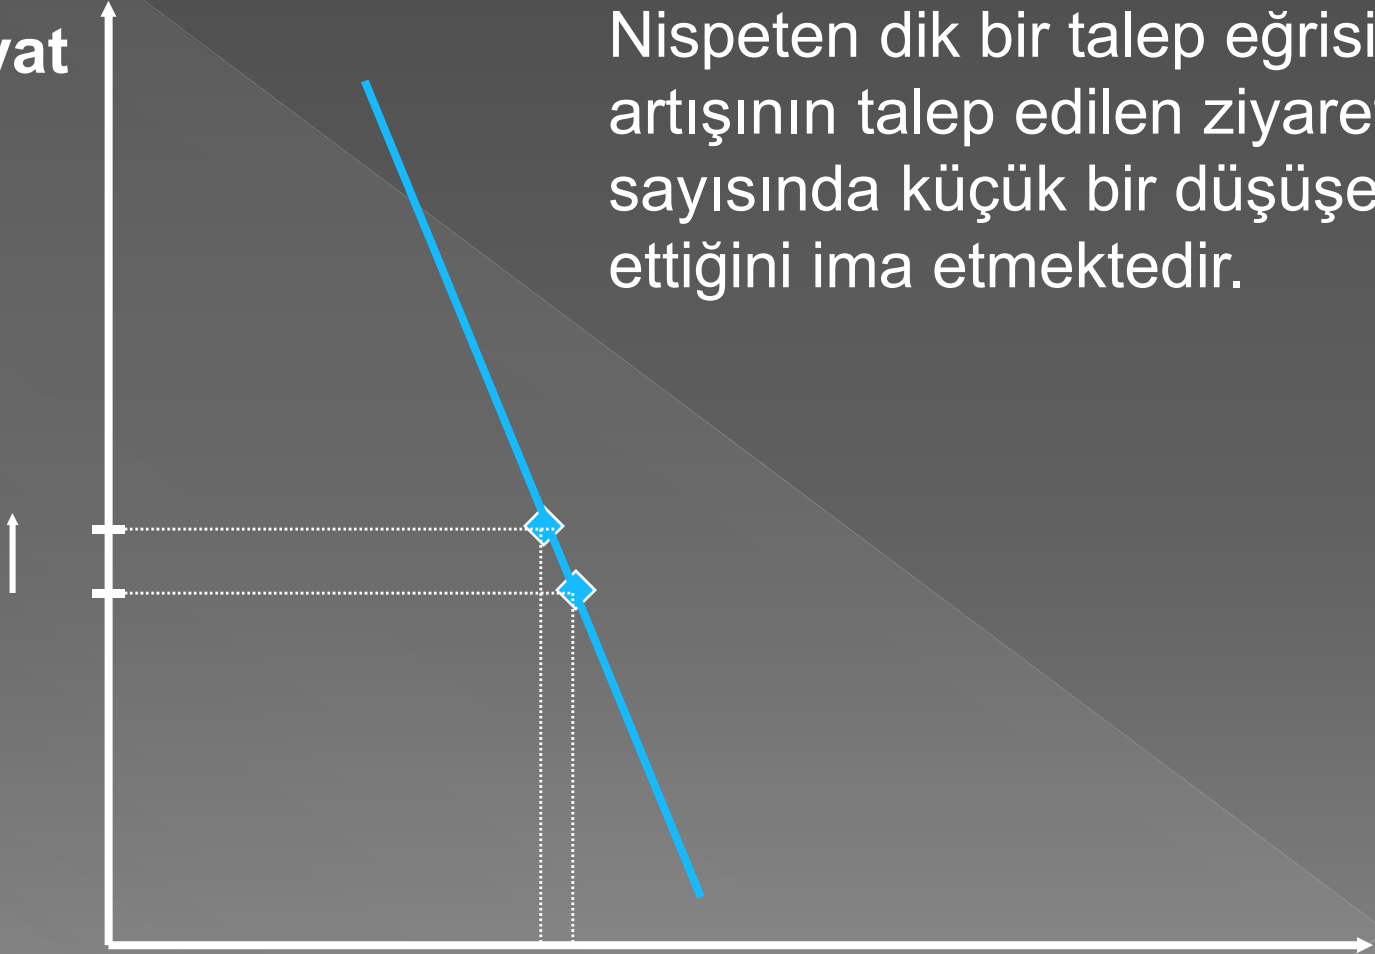 yat
Nispeten dik bir talep eğrisi
artışının talep edilen ziyaret
sayısında küçük bir düşüşe
ettiğini ima etmektedir.